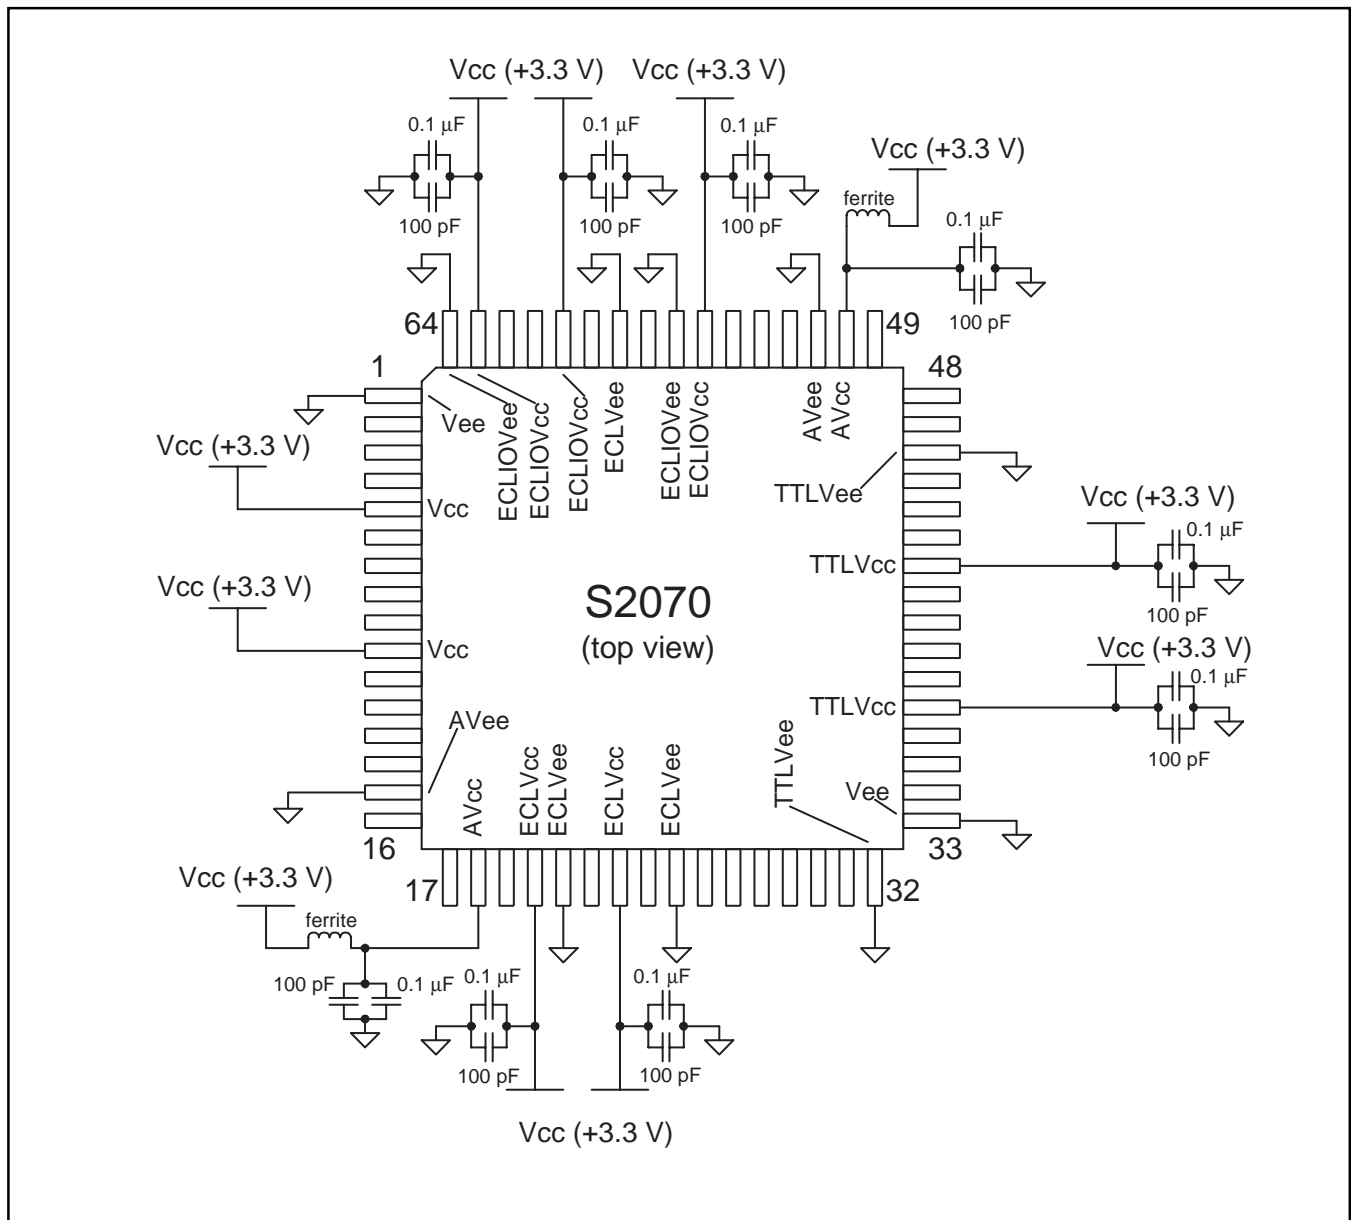 Vcc (+3.3 V)
Vcc (+3.3 V)
0.1 µF
0.1 µF
0.1 µF
Vcc (+3.3 V)
ferrite
0.1 µF
100 pF
100 pF
100 pF
100 pF
64
49
1
48
Vee
ECLIOVee
ECLIOVcc
ECLIOVcc
ECLVee
ECLIOVee
ECLIOVcc
AVee
AVcc
Vcc (+3.3 V)
TTLVee
Vcc (+3.3 V)
Vcc
0.1 µF
TTLVcc
Vcc (+3.3 V)
S2070
100 pF
(top view)
Vcc
Vcc (+3.3 V)
0.1 µF
TTLVcc
AVee
100 pF
AVcc
ECLVcc
ECLVee
ECLVcc
ECLVee
TTLVee
Vee
16
33
Vcc (+3.3 V)
17
32
ferrite
100 pF
0.1 µF
0.1 µF
0.1 µF
100 pF
100 pF
Vcc (+3.3 V)